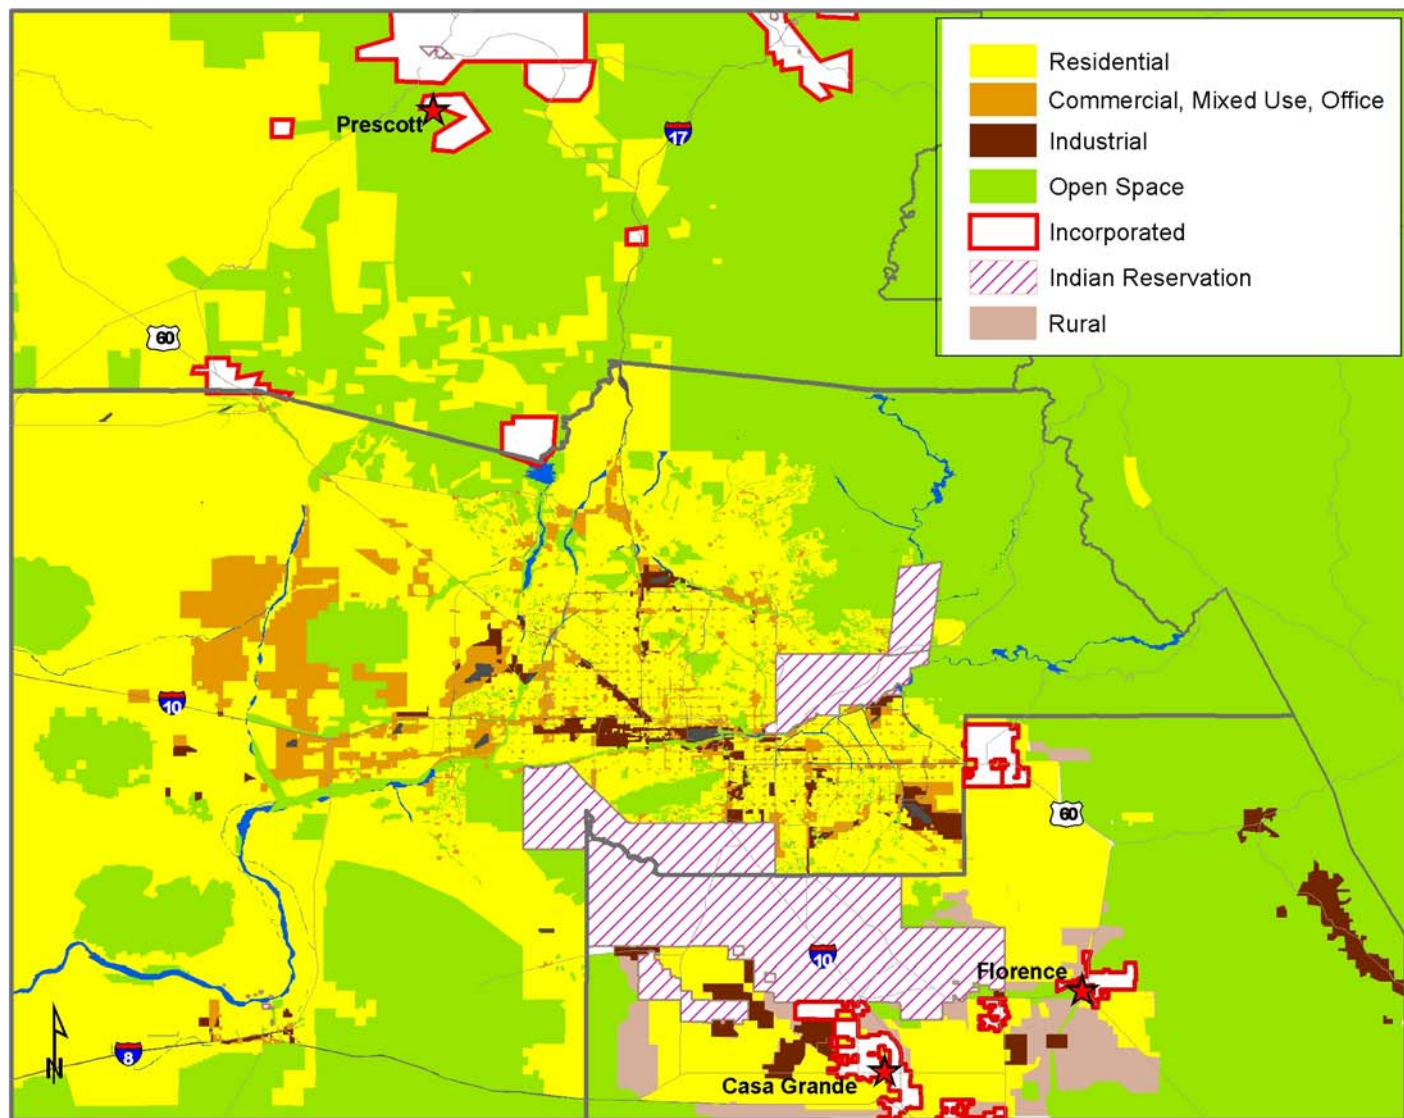 Residential
Commercial, Mixed Use, Office
Industrial
Open Space
Incorporated
Indian Reservation
Rural
Prescott
17
60
10
60
10
Florence
8
Casa Grande
N